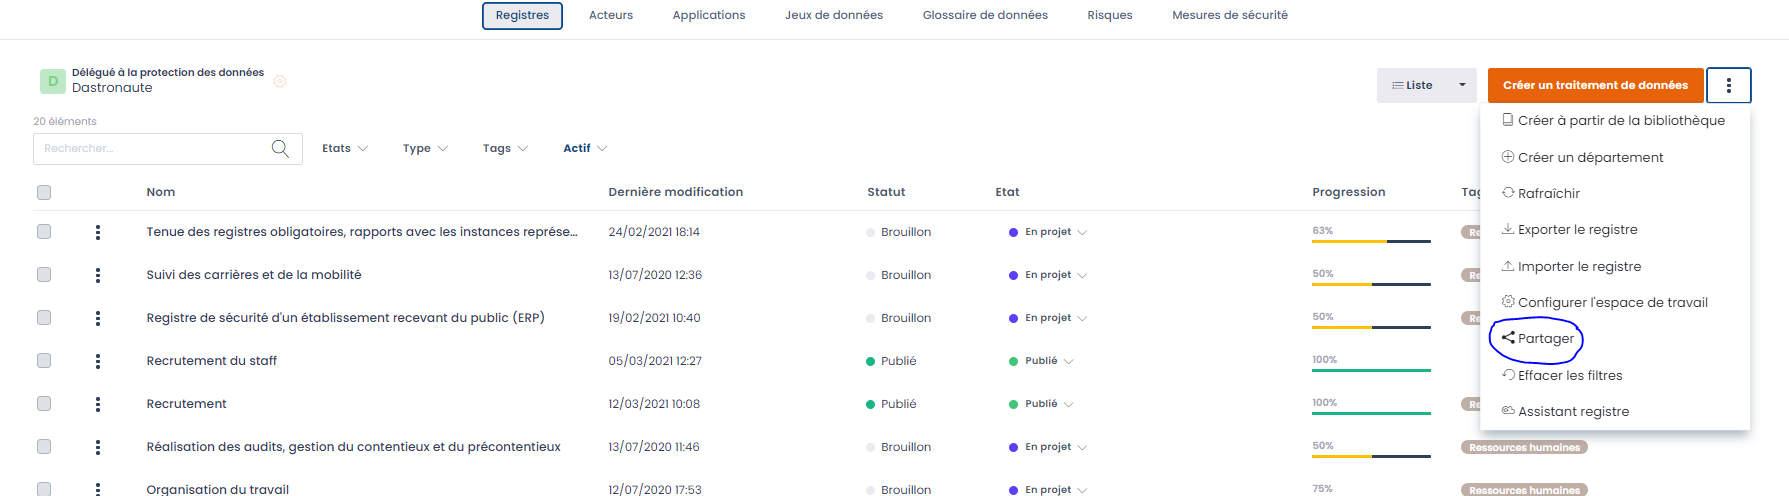 Registres Acteurs Applications Jeux de données Glossaire de données Risques Mesures de sécurité
D Délégué à la protection des données
Dastronaute
Liste Créer un traitement de données
20 éléments
Rechercher... Etats Type Tags Actif
Créer à partir de la bibliothèque
Créer un département
Rafraîchir
Exporter le registre
Importer le registre
Configurer l'espace de travail
Partager
Effacer les filtres
Assistant registre
Nom Dernière modification Statut Etat Progression
Tenue des registres obligatoires, rapports avec les instances représe... 24/02/2021 18:14 Brouillon En projet 63%
Suivi des carrières et de la mobilité 13/07/2020 12:36 Brouillon En projet 50%
Registre de sécurité d'un établissement recevant du public (ERP) 19/02/2021 10:40 Brouillon En projet 50%
Recrutement du staff 05/03/2021 12:27 Publié Publié 100%
Recrutement 12/03/2021 10:08 Publié Publié 100%
Réalisation des audits, gestion du contentieux et du précontentieux 13/07/2020 11:46 Brouillon En projet 50% Ressources humaines
Organisation du travail 12/07/2020 17:53 Brouillon En projet 75% Ressources humaines